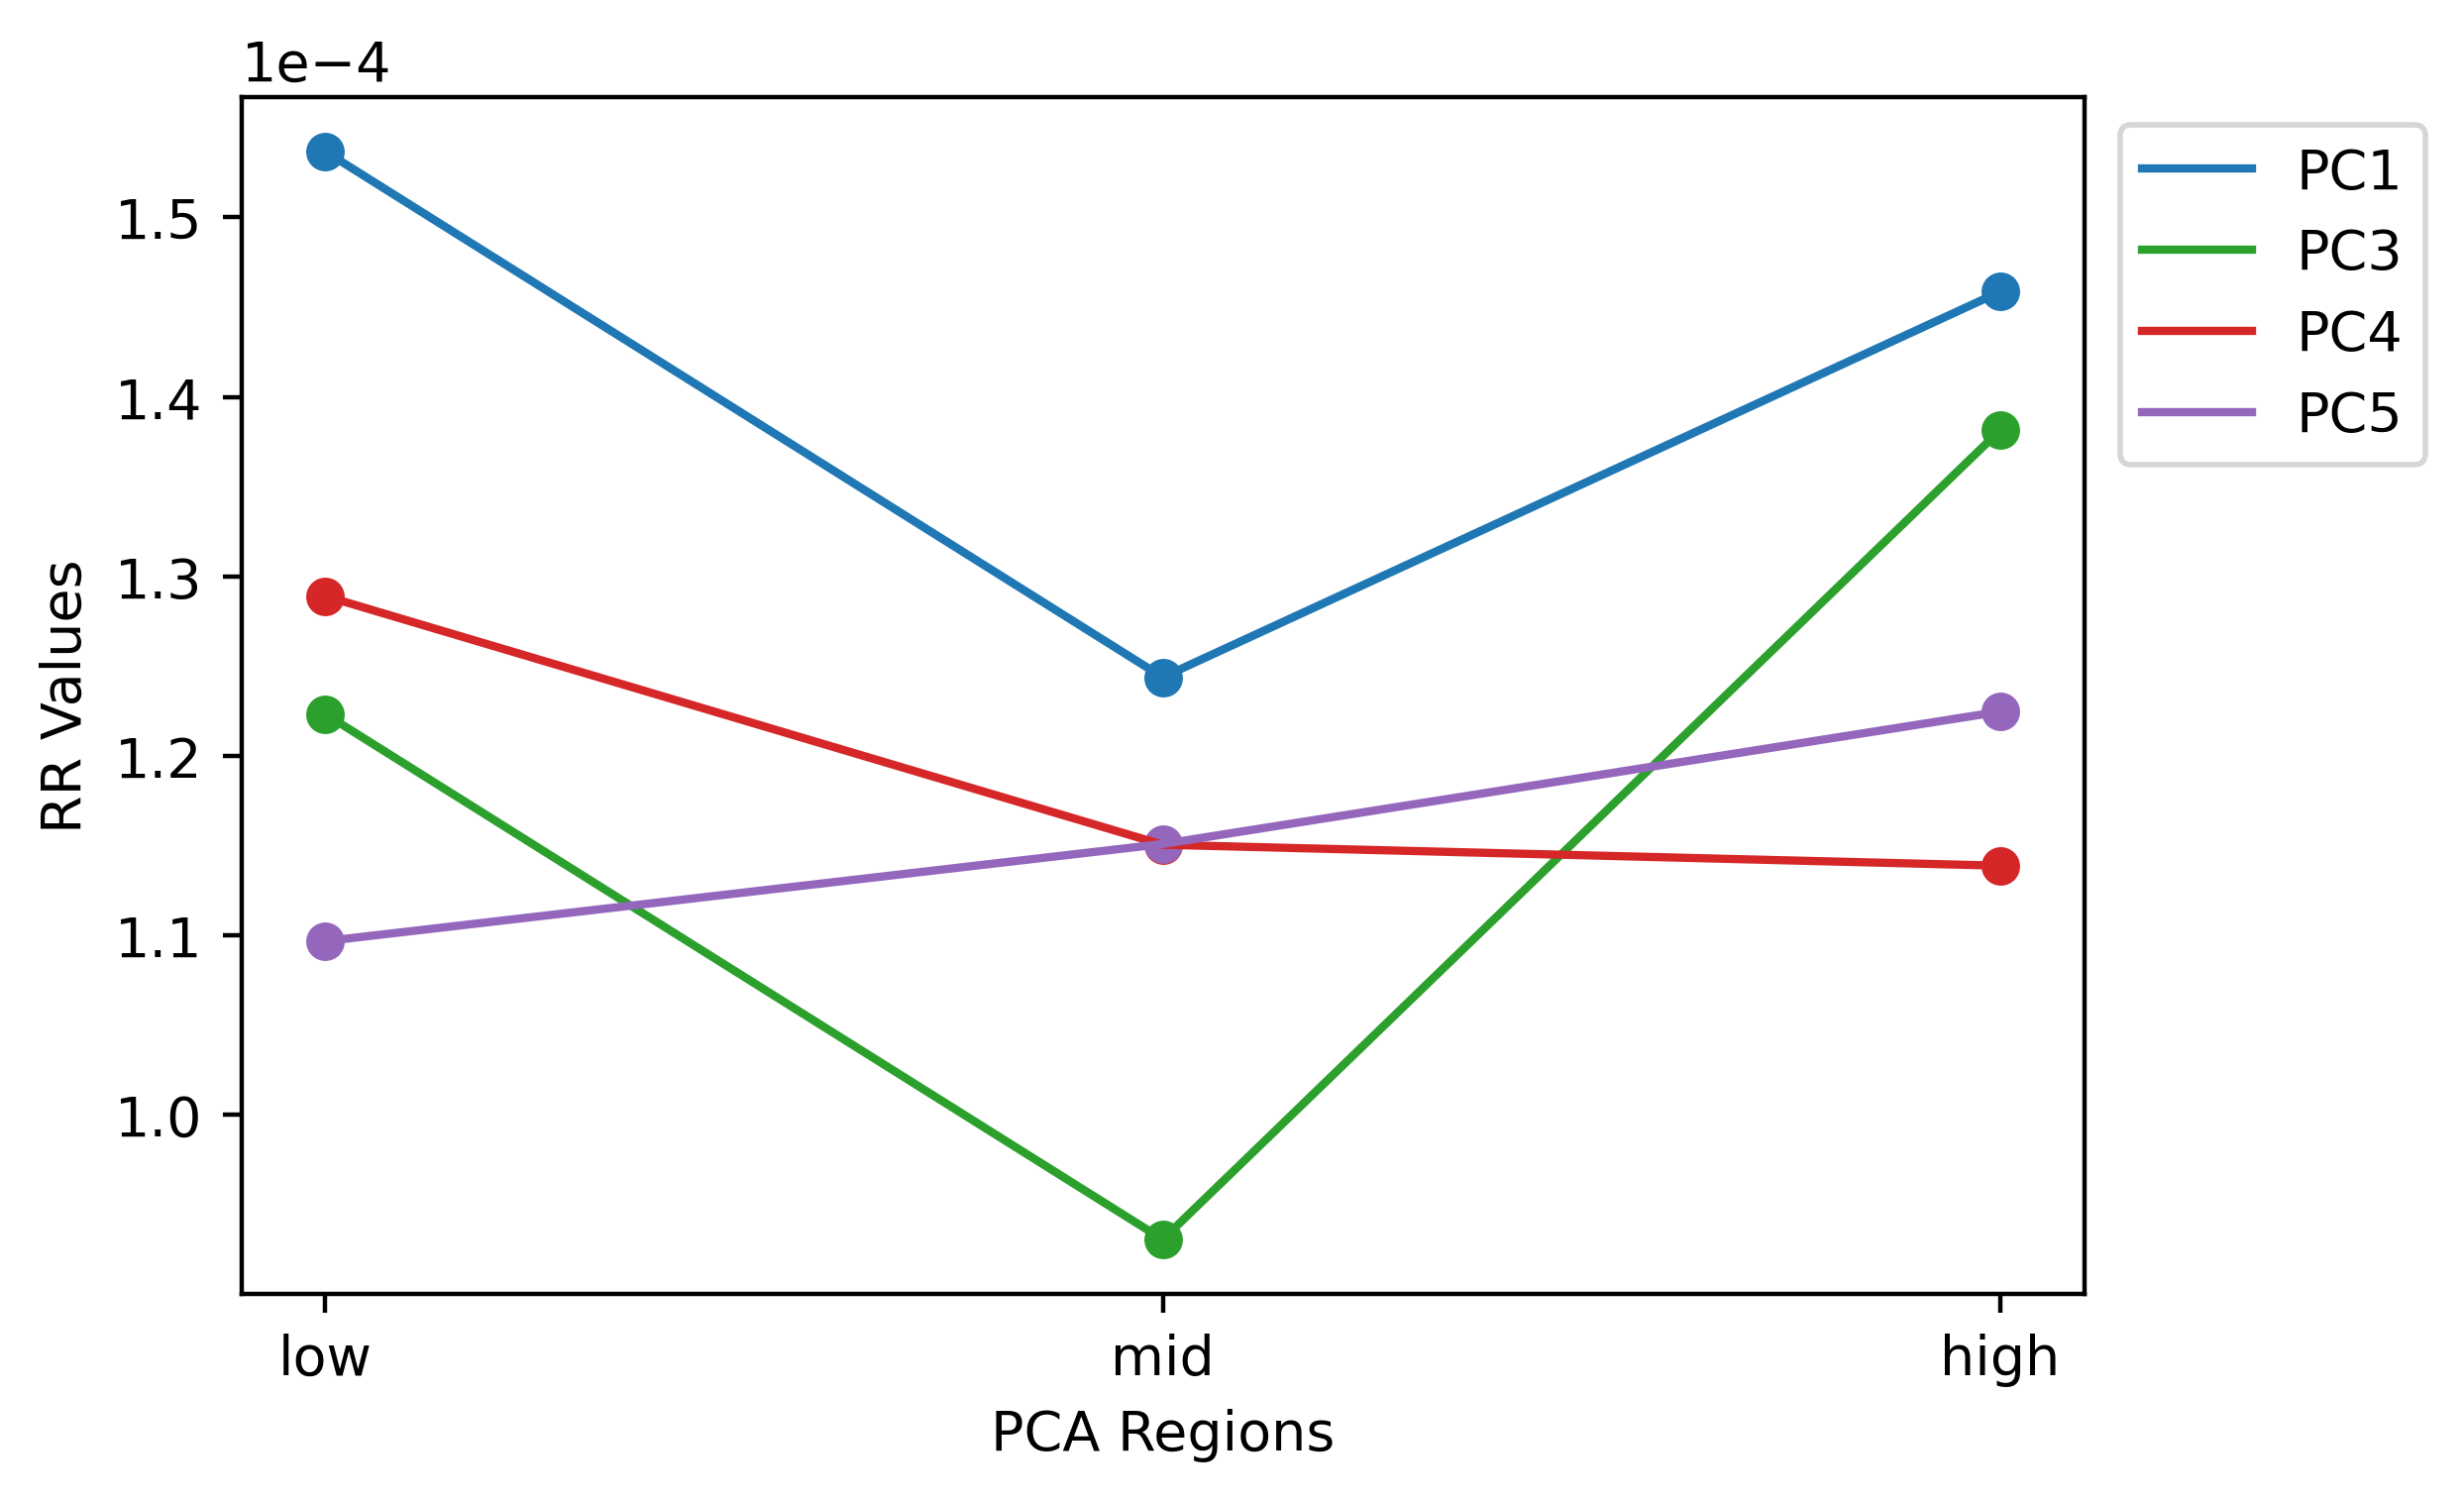 1e−4
1.5
1.4
1.3
1.2
1.1
1.0
RR Values
low mid high
PCA Regions
PC1
PC3
PC4
PC5